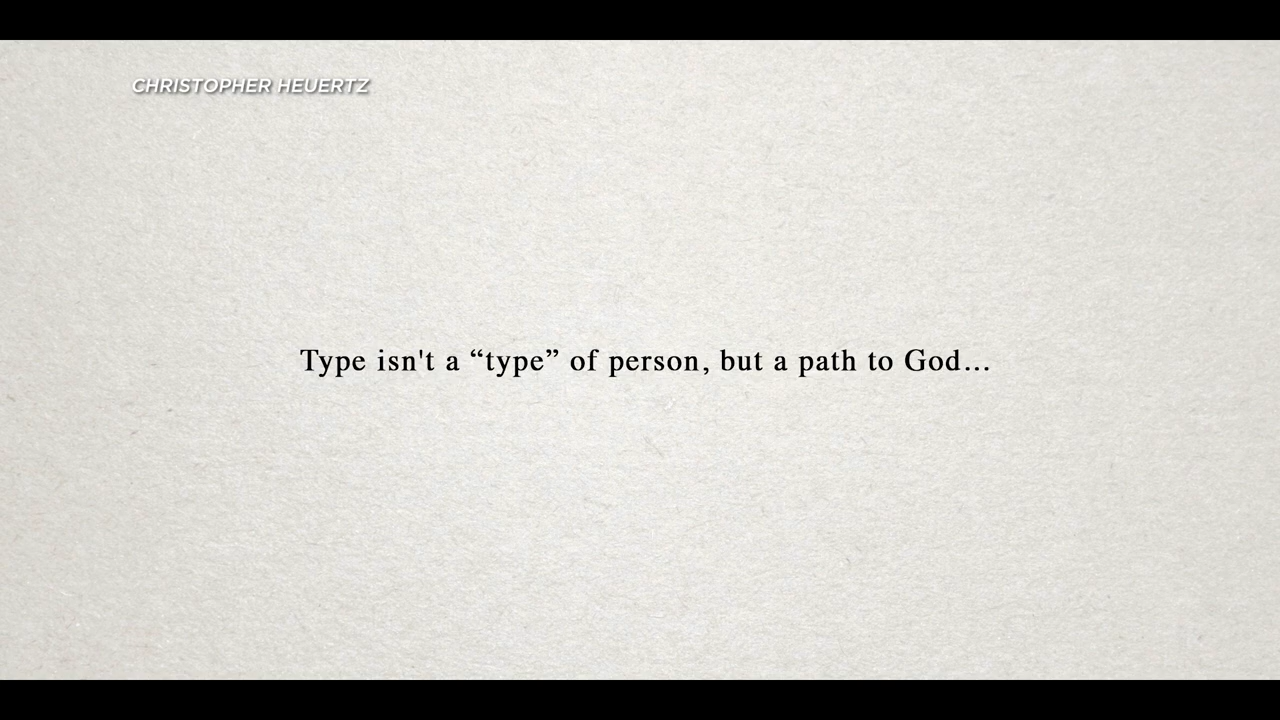 CHRISTOPHER HEUERTZ
Type isn't a “type” of person, but a path to God...